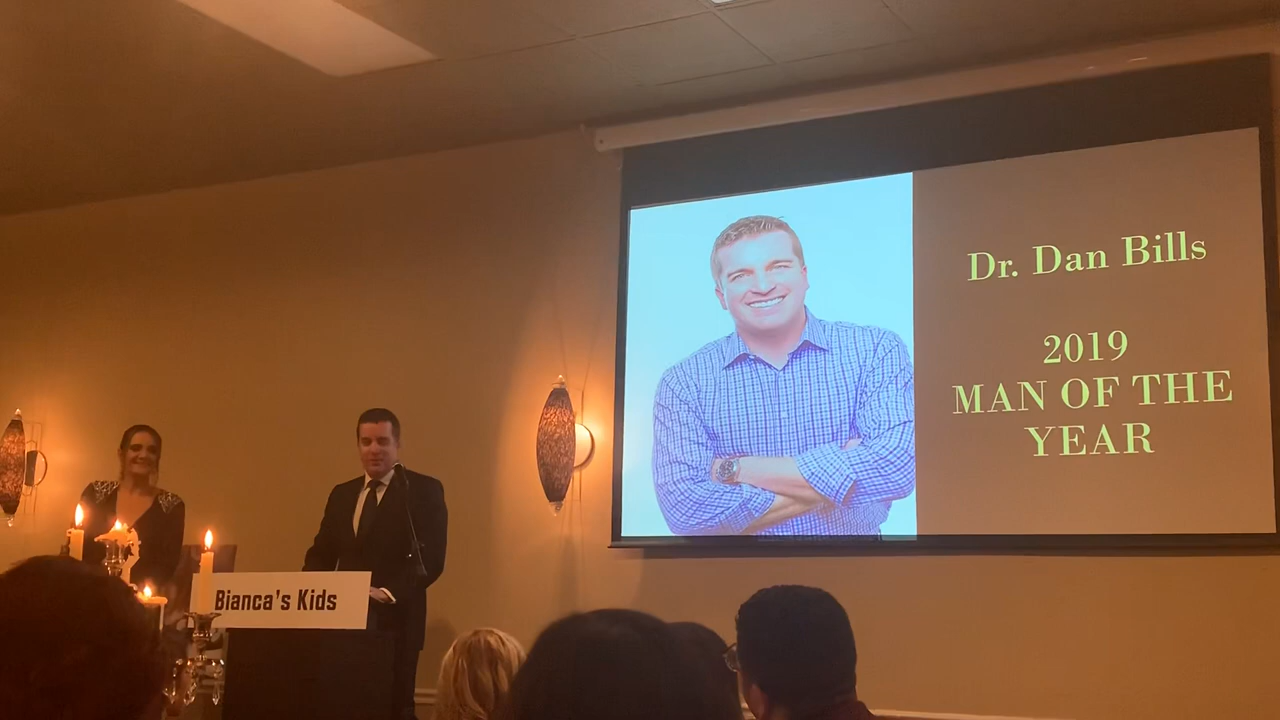 Dr. Dan Bills
2019
MAN OF THE
YEAR
Bianca's Kids